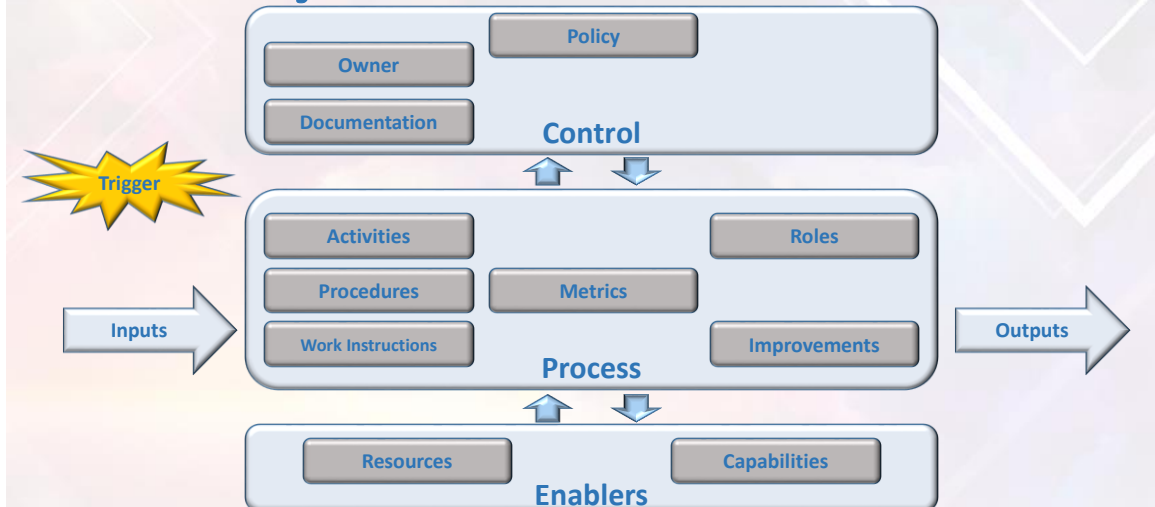 Policy
Owner
Documentation
Control
Trigger
Activities
Roles
Procedures
Metrics
Inputs
Outputs
Work Instructions
Improvements
Process
Resources
Capabilities
Enablers